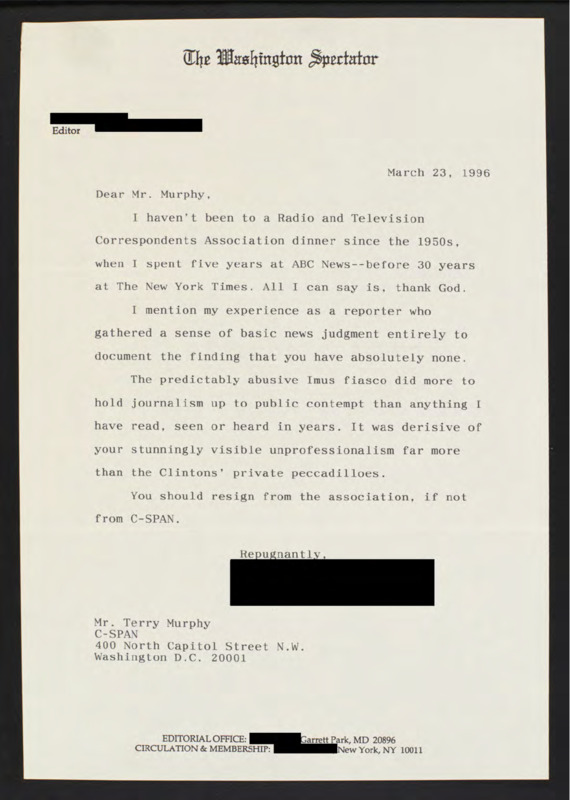 The Washington Spectator
Editor
March 23, 1996
Dear Mr. Murphy,
I haven't been to a Radio and Television
Correspondents Association dinner since the 1950s,
when I spent five years at ABC News--before 30 years
at The New York Times. All I can say is, thank God.
I mention my experience as a reporter who
gathered a sense of basic news judgment entirely to
document the finding that you have absolutely none.
The predictably abusive Imus fiasco did more to
hold journalism up to public contempt than anything I
have read, seen or heard in years. It was derisive of
your stunningly visible unprofessionalism far more
than the Clintons' private peccadilloes.
You should resign from the association, if not
from C-SPAN.
Repugnantly,
Mr. Terry Murphy
C-SPAN
400 North Capitol Street N.W.
Washington D.C. 20001
EDITORIAL OFFICE: Garrett Park, MD 20896
CIRCULATION & MEMBERSHIP: New York, NY 10011